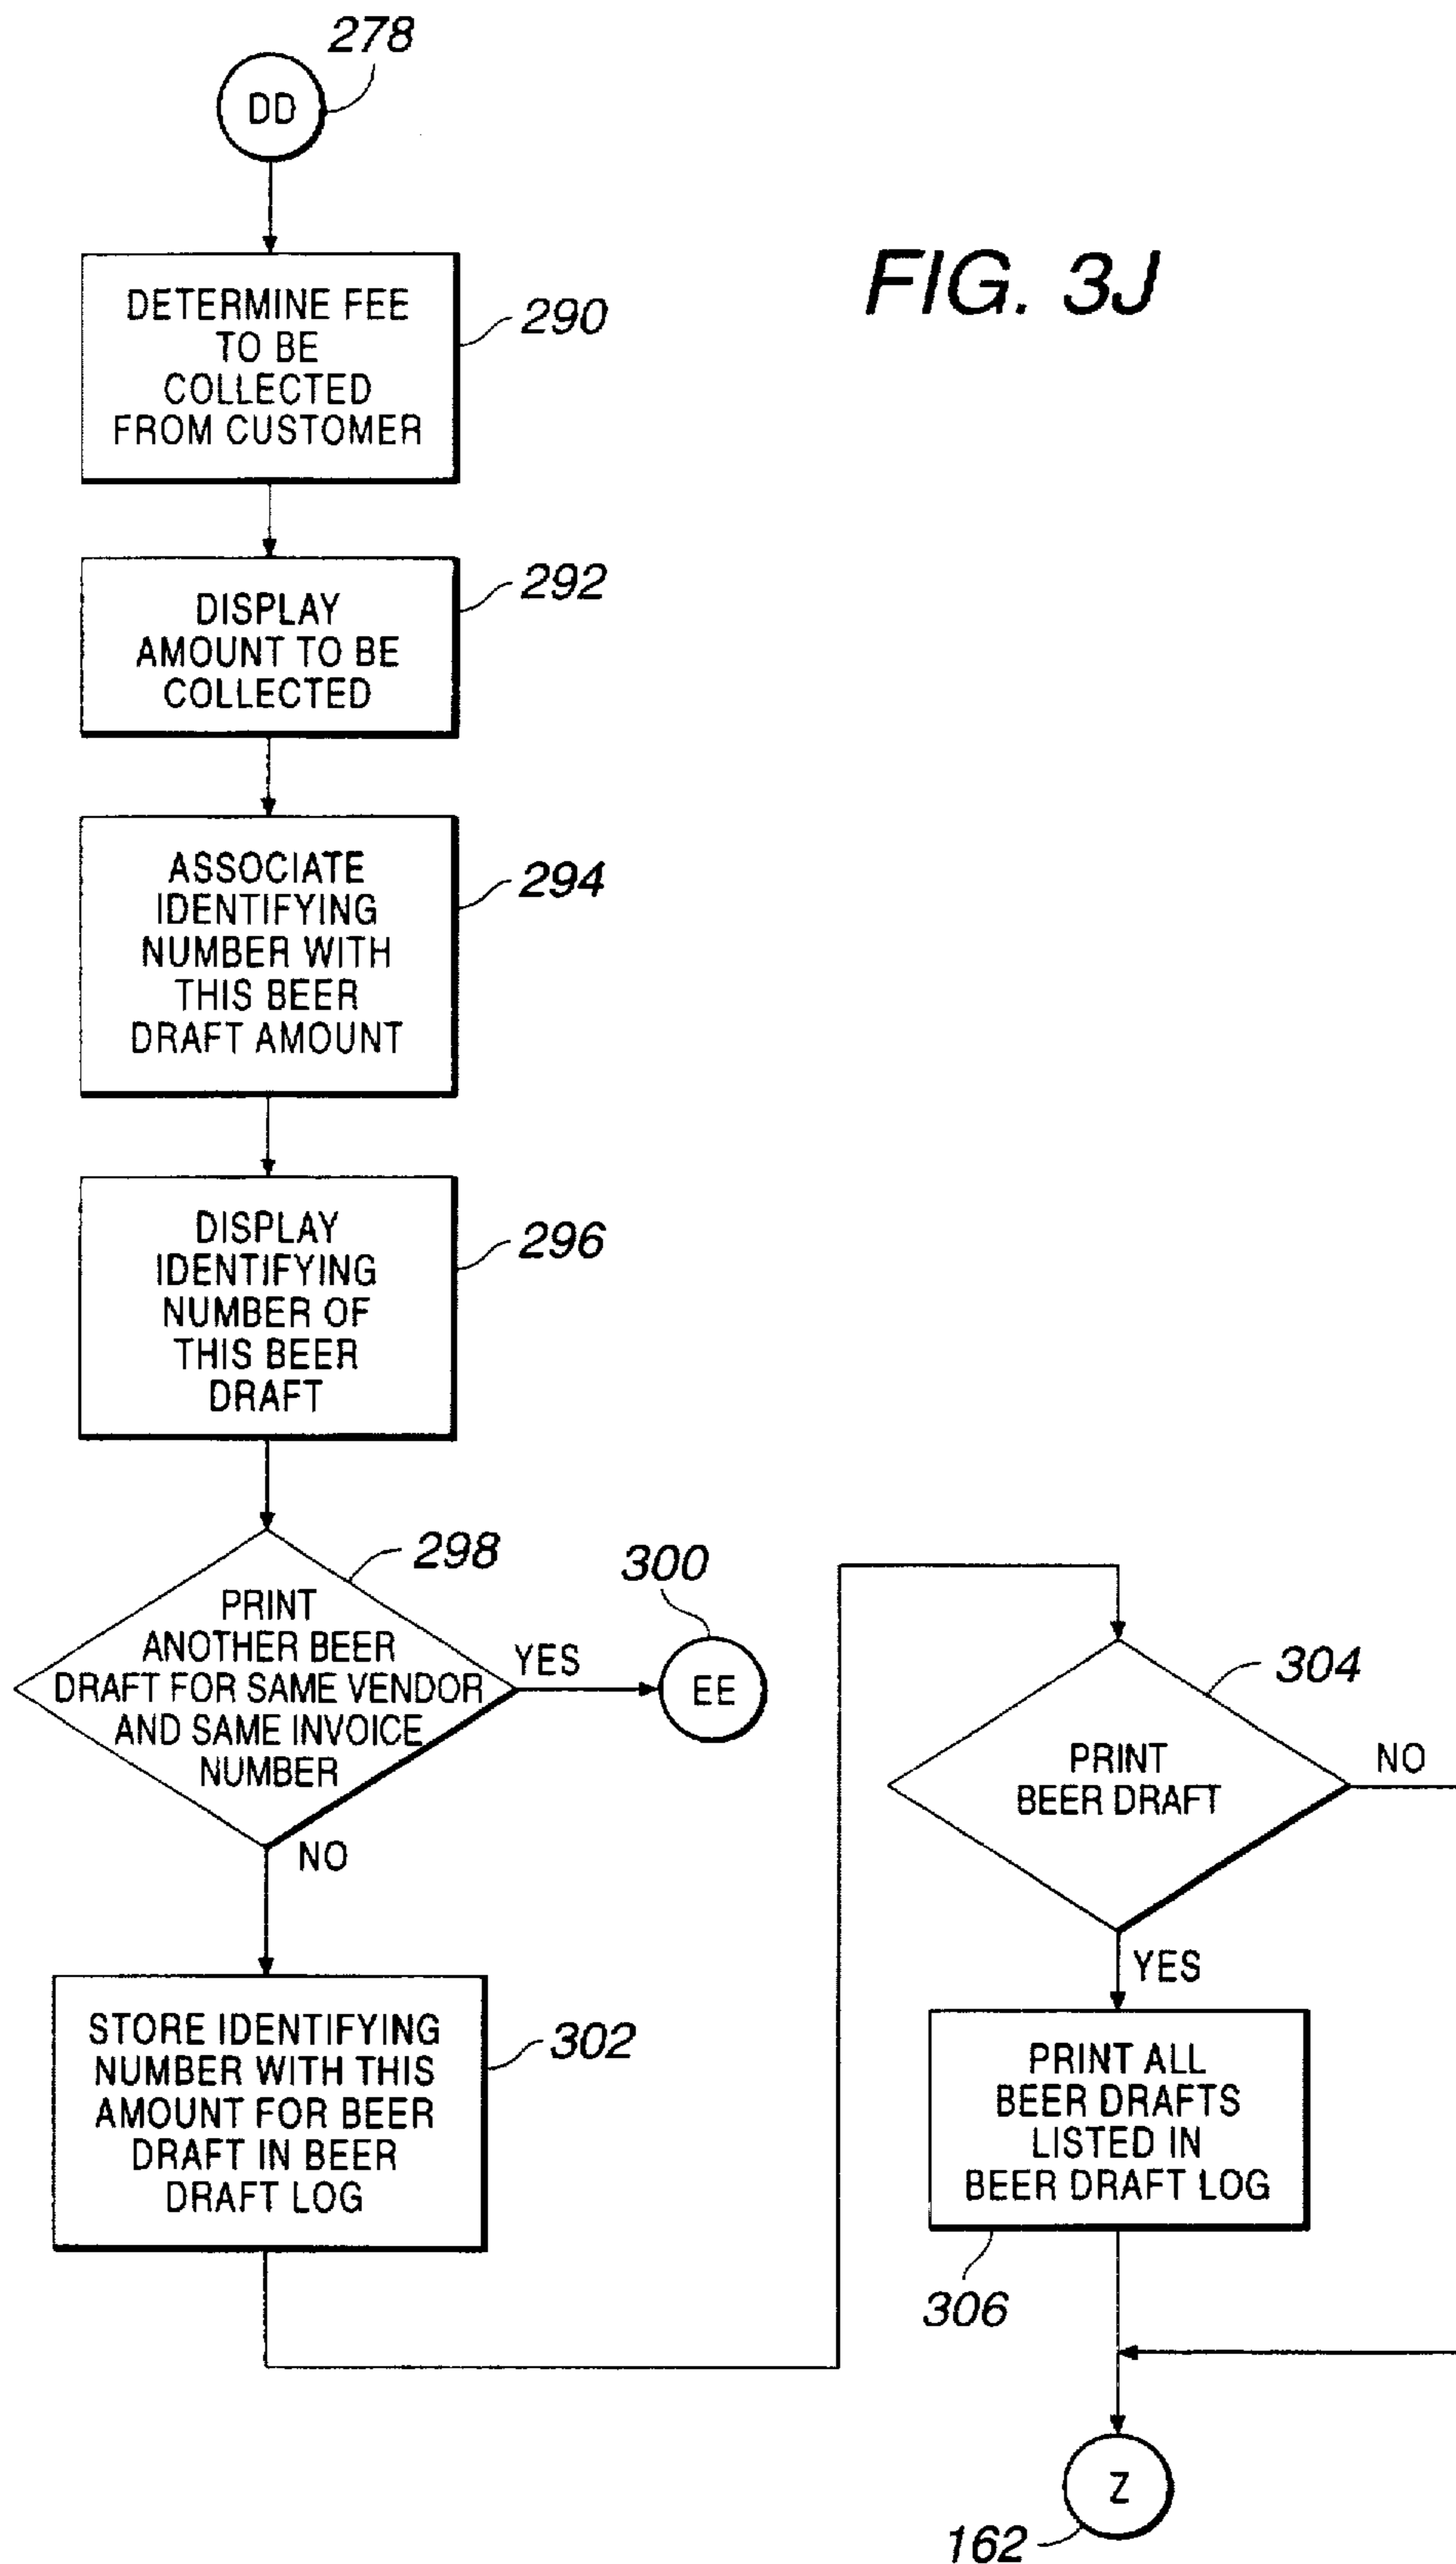 278
DD
FIG. 3J
DETERMINE FEE
TO BE
COLLECTED
FROM CUSTOMER
290
DISPLAY
AMOUNT TO BE
COLLECTED
292
ASSOCIATE
IDENTIFYING
NUMBER WITH
THIS BEER
DRAFT AMOUNT
294
DISPLAY
IDENTIFYING
NUMBER OF
THIS BEER
DRAFT
296
298
PRINT
ANOTHER BEER
DRAFT FOR SAME VENDOR
AND SAME INVOICE
NUMBER
YES
300
EE
NO
STORE IDENTIFYING
NUMBER WITH THIS
AMOUNT FOR BEER
DRAFT IN BEER
DRAFT LOG
302
304
PRINT
BEER DRAFT
NO
YES
PRINT ALL
BEER DRAFTS
LISTED IN
BEER DRAFT LOG
306
Z
162